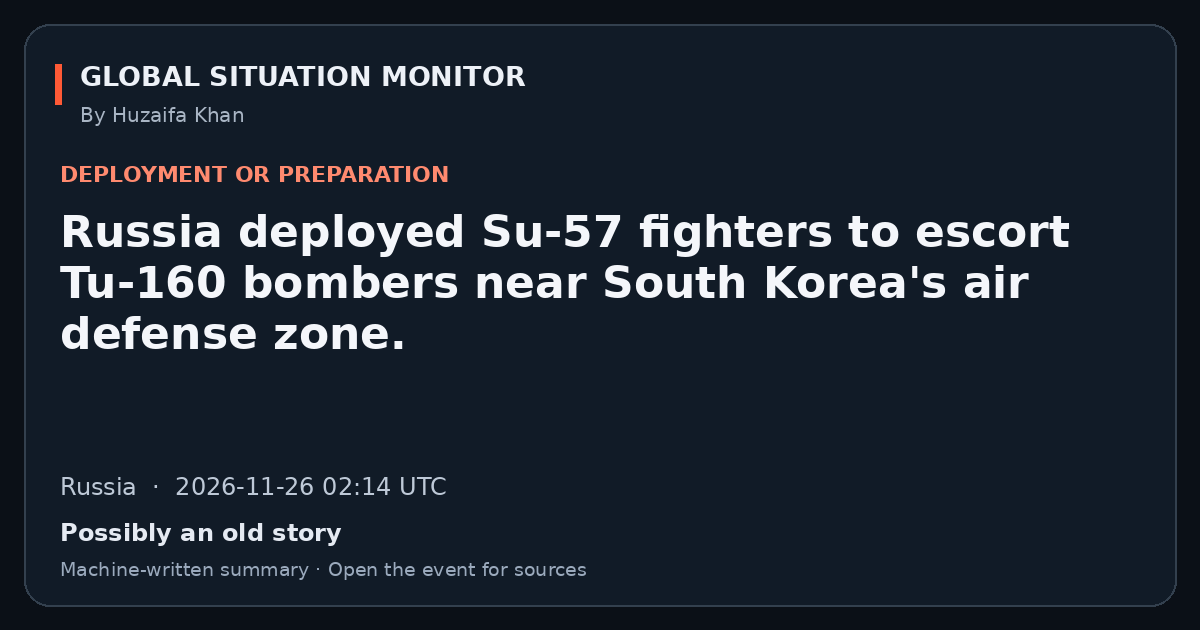 GLOBAL SITUATION MONITOR
By Huzaifa Khan
DEPLOYMENT OR PREPARATION
Russia deployed Su-57 fighters to escort
Tu-160 bombers near South Korea's air
defense zone.
Russia · 2026-11-26 02:14 UTC
Possibly an old story
Machine-written summary · Open the event for sources